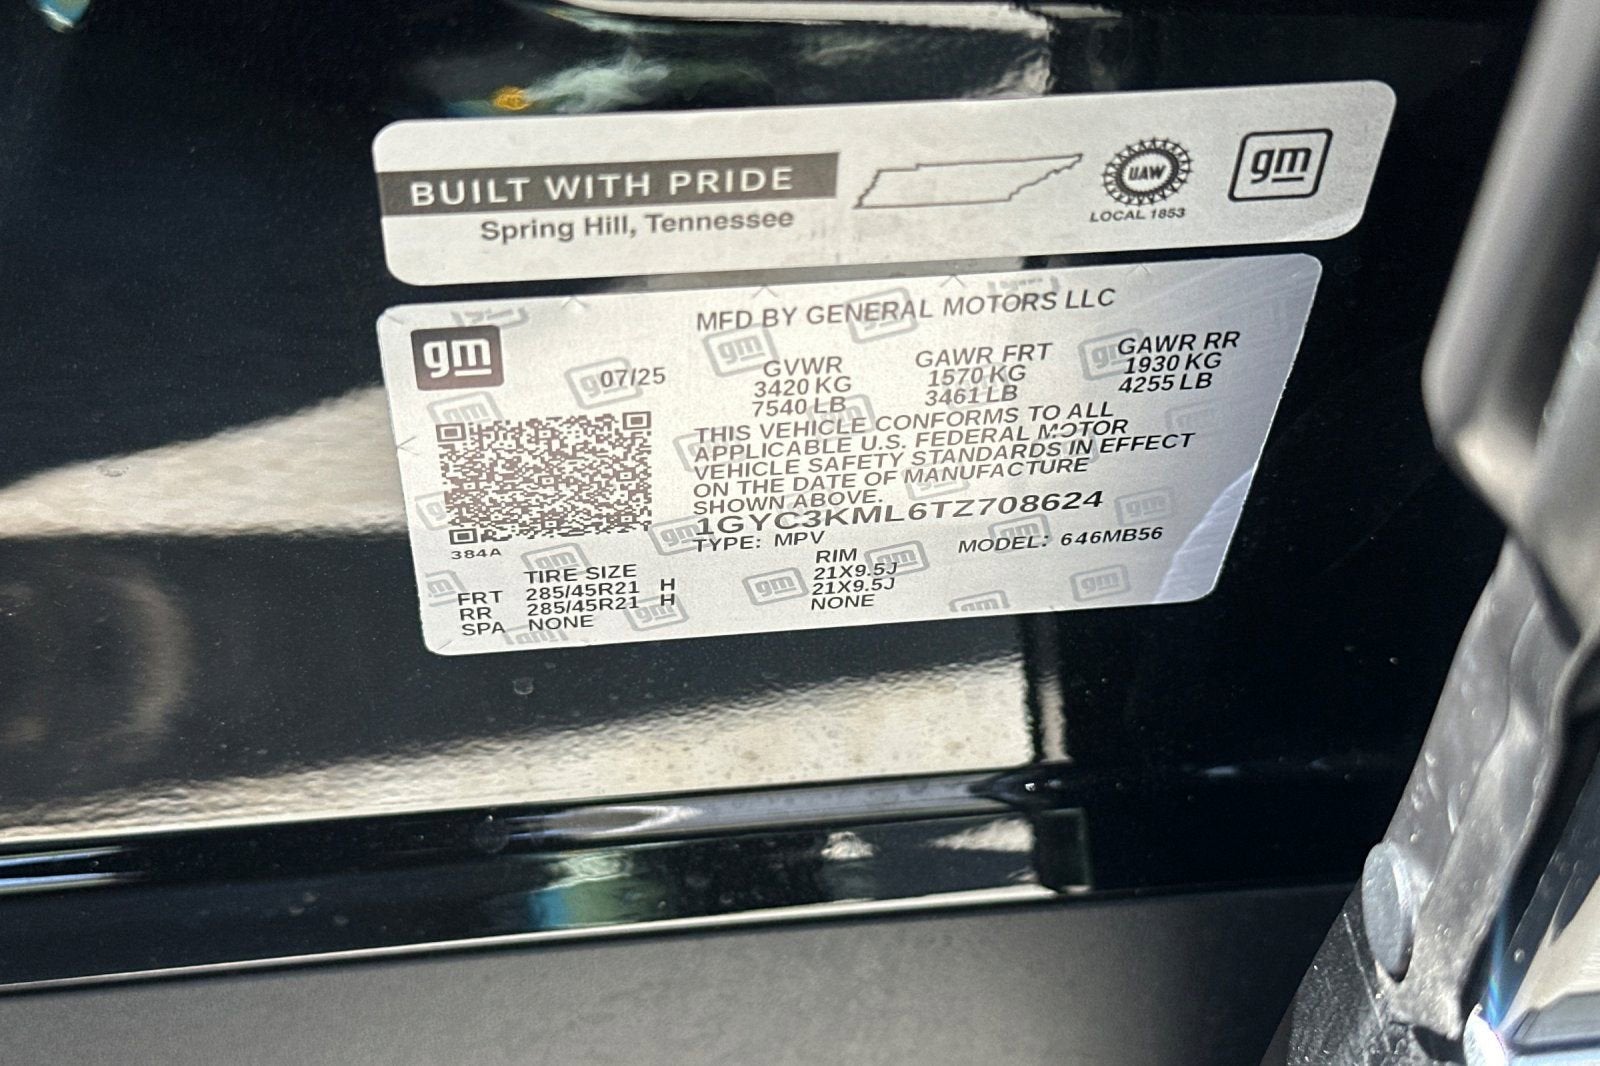 BUILT WITH PRIDE
Spring Hill, Tennessee
UAW
LOCAL 1853
gm
MFD BY GENERAL MOTORS LLC
gm
07/25
GVWR
3420 KG
7540 LB
GAWR FRT
1570 KG
3461 LB
GAWR RR
1930 KG
4255 LB
THIS VEHICLE CONFORMS TO ALL
APPLICABLE U.S. FEDERAL MOTOR
VEHICLE SAFETY STANDARDS IN EFFECT
ON THE DATE OF MANUFACTURE
SHOWN ABOVE.
1GYC3KML6TZ708624
TYPE: MPV
MODEL: 646MB56
384A
TIRE SIZE
RIM
FRT 285/45R21 H 21X9.5J
RR 285/45R21 H 21X9.5J
SPA NONE NONE